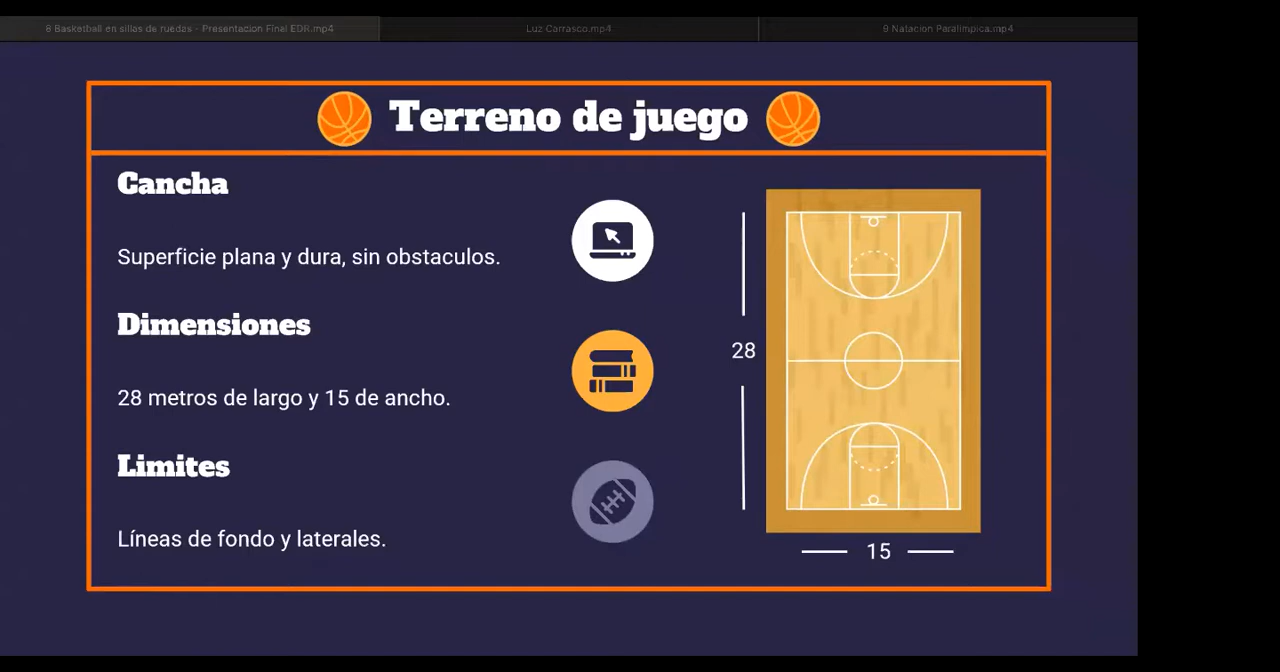 8 Basketball en sillas de ruedas - Presentacion Final EDR.mp4
Luz Carrasco.mp4
9 Natacion Paralimpica.mp4
Terreno de juego
Cancha
Superficie plana y dura, sin obstaculos.
Dimensiones
28 metros de largo y 15 de ancho.
Limites
Líneas de fondo y laterales.
28
15